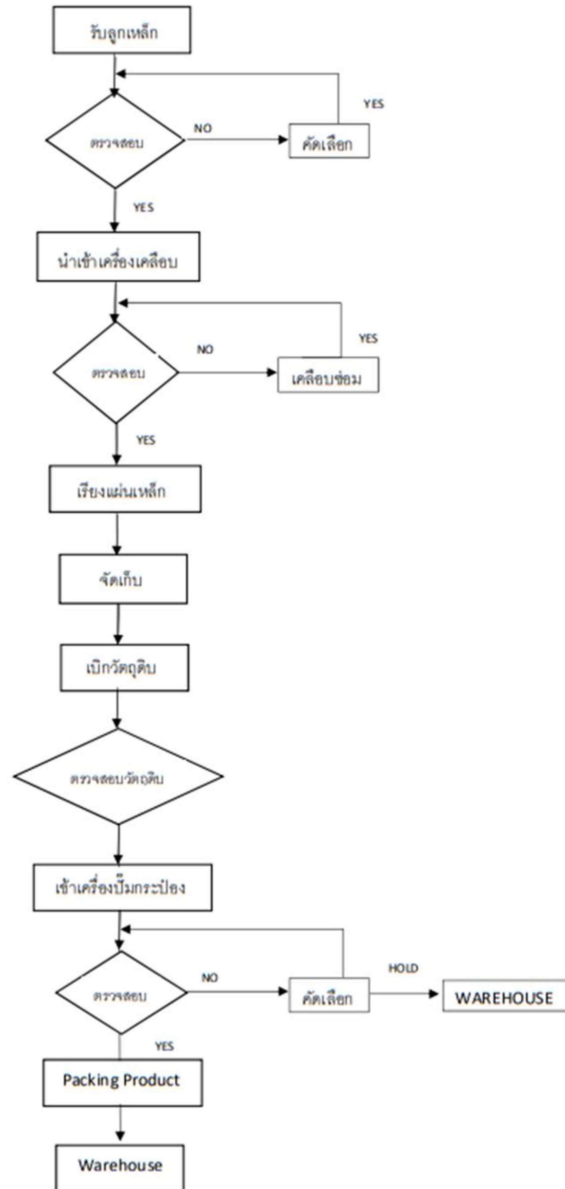 รับลูกเหล็ก
YES
ตรวจสอบ
NO
คัดเลือก
YES
นำเข้าเครื่องเคลือบ
NO
YES
ตรวจสอบ
เคลือบซ่อม
YES
เรียงแผ่นเหล็ก
จัดเก็บ
เบิกวัตถุดิบ
ตรวจสอบวัตถุดิบ
เข้าเครื่องปั๊มกระป๋อง
ตรวจสอบ
NO
คัดเลือก
HOLD
WAREHOUSE
YES
Packing Product
Warehouse